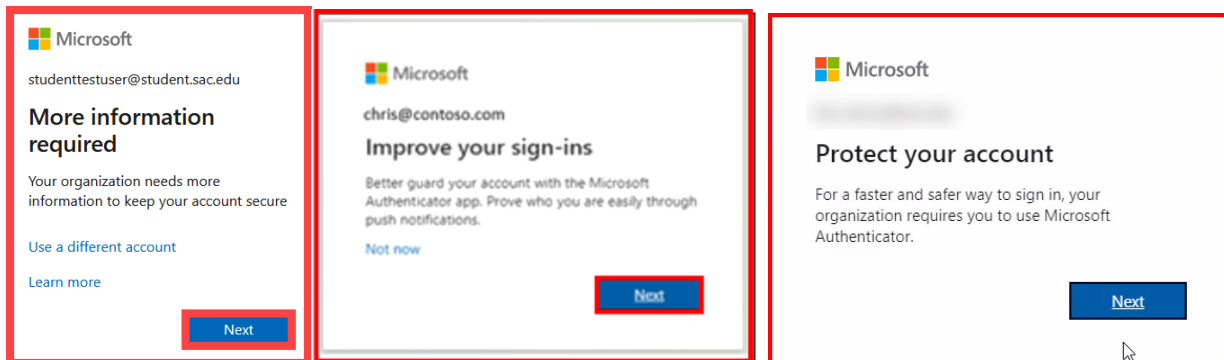 Microsoft
studenttestuser@student.sac.edu
More information
required
Your organization needs more
information to keep your account secure
Use a different account
Learn more
Next
Microsoft
chris@contoso.com
Improve your sign-ins
Better guard your account with the Microsoft
Authenticator app. Prove who you are easily through
push notifications.
Not now
Next
Microsoft
Protect your account
For a faster and safer way to sign in, your
organization requires you to use Microsoft
Authenticator.
Next